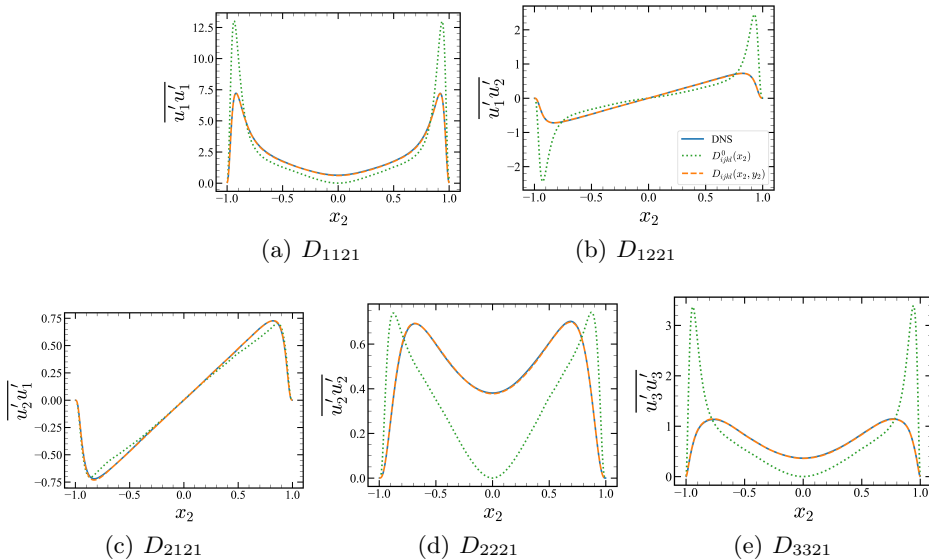 12.5
10.0
7.5
5.0
2.5
0.0
$\overline{u_1' u_1'}$
−1.0 −0.5 0.0 0.5 1.0
$x_2$
(a) $D_{1121}$
2
1
0
−1
−2
$\overline{u_1' u_2'}$
DNS
$D^0_{ijkl}(x_2)$
$D_{ijkl}(x_2, y_2)$
−1.0 −0.5 0.0 0.5 1.0
$x_2$
(b) $D_{1221}$
0.75
0.50
0.25
0.00
−0.25
−0.50
−0.75
$\overline{u_2' u_1'}$
−1.0 −0.5 0.0 0.5 1.0
$x_2$
(c) $D_{2121}$
0.6
0.4
0.2
0.0
$\overline{u_2' u_2'}$
−1.0 −0.5 0.0 0.5 1.0
$x_2$
(d) $D_{2221}$
3
2
1
0
$\overline{u_3' u_3'}$
−1.0 −0.5 0.0 0.5 1.0
$x_2$
(e) $D_{3321}$